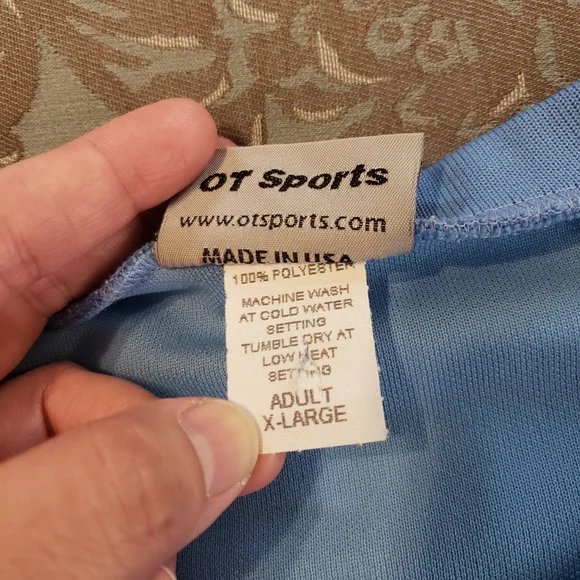 OT Sports
www.otsports.com
MADE IN USA
100% POLYESTER
MACHINE WASH
AT COLD WATER
SETTING
TUMBLE DRY AT
LOW HEAT
SETTING
ADULT
X-LARGE